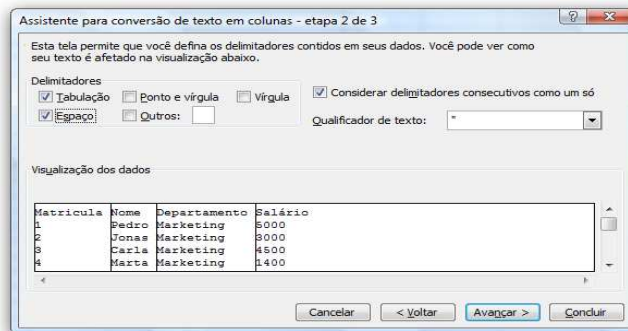 Assistente para conversão de texto em colunas - etapa 2 de 3
Esta tela permite que você defina os delimitadores contidos em seus dados. Você pode ver como
seu texto é afetado na visualização abaixo.
Delimitadores
Tabulação Ponto e vírgula Vírgula
Espaço Outros:
Considerar delimitadores consecutivos como um só
Qualificador de texto: "
Visualização dos dados
Matricula Nome Departamento Salário
1 Pedro Marketing 5000
2 Jonas Marketing 3000
3 Carla Marketing 4500
4 Marta Marketing 1400
Cancelar < Voltar Avançar > Concluir